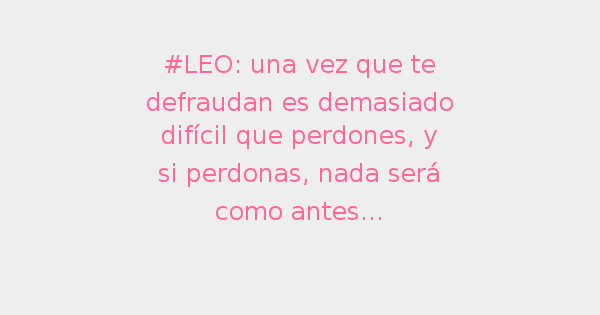 #LEO: una vez que te
defraudan es demasiado
difícil que perdones, y
si perdonas, nada será
como antes...